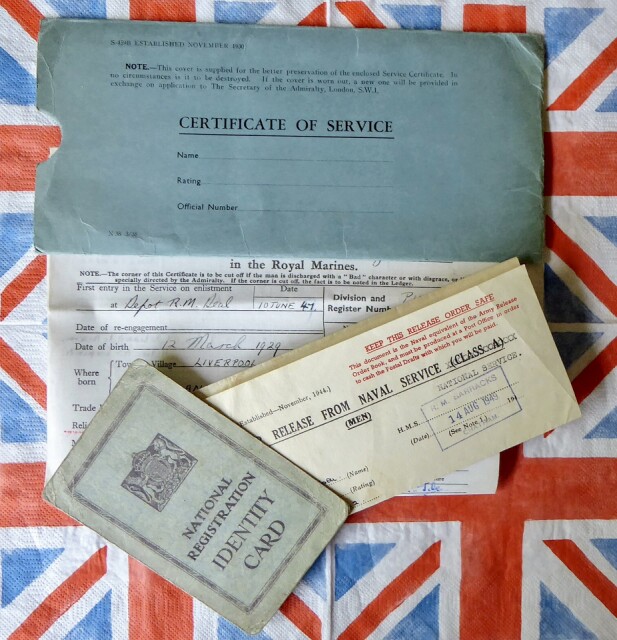 S-1240 ESTABLISHED NOVEMBER 1930
NOTE.—This cover is supplied for the better preservation of the enclosed Service Certificate. In
no circumstances is it to be destroyed. If the cover is worn out, a new one will be provided in
exchange on application to The Secretary of the Admiralty, London, S.W.1.
CERTIFICATE OF SERVICE
Name
Rating
Official Number
in the Royal Marines.
NOTE.—The corner of this Certificate is to be cut off if the man is discharged with a "Bad" character or with disgrace, or
specially directed by the Admiralty. If the corner is cut off, the fact is to be noted in the Ledger.
First entry in the Service on enlistment
Date
at Depot R.M. Deal
10 JUNE 47.
Division and
Register Number
Date of re-engagement
Date of birth 12 March 1929
Where
born
Town
Village
LIVERPOOL
Trade
KEEP THIS RELEASE ORDER SAFE
This document is the Naval equivalent of the Army Release
Order Book, and must be produced at a Post Office in order
to cash the Postal Drafts with which you will be paid.
Established—November, 1944.)
RELEASE FROM NAVAL SERVICE (CLASS A)
(MEN)
NATIONAL SERVICE.
H.M.S.
R. M. BARRACKS
14 AUG 1949
(Date)
(See Note 1.)
19
(Name)
(Rating)
NATIONAL
REGISTRATION
IDENTITY
CARD